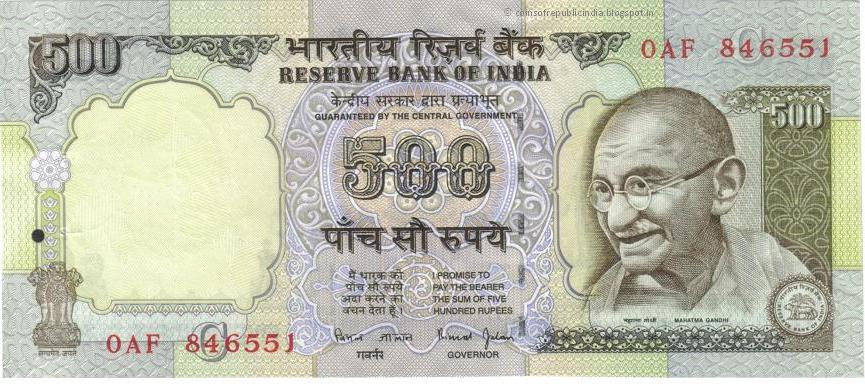 © coinsofrepublicindia.blogspot.in
500
भारतीय रिज़र्व बैंक
RESERVE BANK OF INDIA
0AF 846551
केन्द्रीय सरकार द्वारा प्रत्याभूत
GUARANTEED BY THE CENTRAL GOVERNMENT
500
500
पाँच सौ रुपये
मैं धारक को
पाँच सौ रुपये
अदा करने का
वचन देता हूँ।
I PROMISE TO
PAY THE BEARER
THE SUM OF FIVE
HUNDRED RUPEES
विमल जालान
Bimal Jalan
गवर्नर
GOVERNOR
महात्मा गांधी
MAHATMA GANDHI
सत्यमेव जयते
0AF 846551